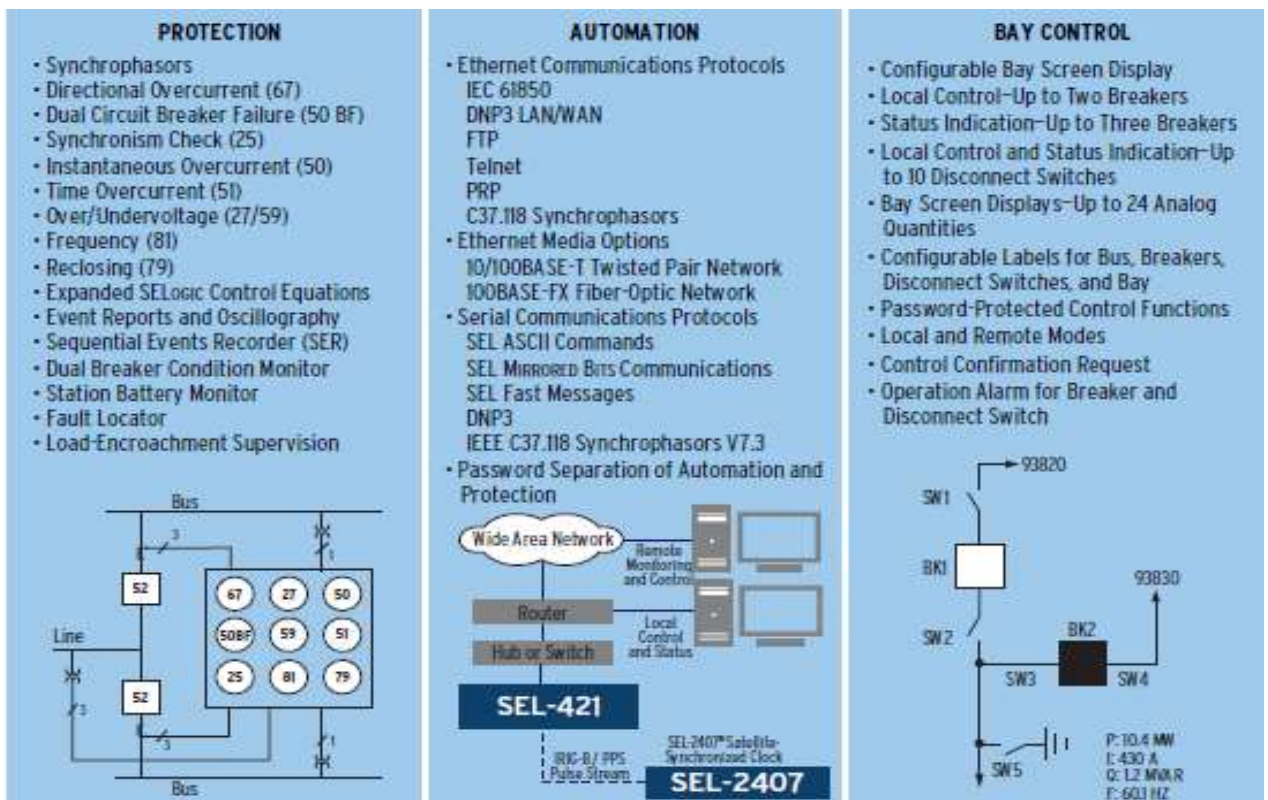 PROTECTION
• Synchrophasors
• Directional Overcurrent (67)
• Dual Circuit Breaker Failure (50 BF)
• Synchronism Check (25)
• Instantaneous Overcurrent (50)
• Time Overcurrent (51)
• Over/Undervoltage (27/59)
• Frequency (81)
• Reclosing (79)
• Expanded SELOGIC Control Equations
• Event Reports and Oscillography
• Sequential Events Recorder (SER)
• Dual Breaker Condition Monitor
• Station Battery Monitor
• Fault Locator
• Load-Encroachment Supervision
Bus
3
1
52
67 27 50
50BF 59 51
25 81 79
Line
3
52
3
1
Bus
AUTOMATION
• Ethernet Communications Protocols
IEC 61850
DNP3 LAN/WAN
FTP
Telnet
PRP
C37.118 Synchrophasors
• Ethernet Media Options
10/100BASE-T Twisted Pair Network
100BASE-FX Fiber-Optic Network
• Serial Communications Protocols
SEL ASCII Commands
SEL MIRRORED BITS Communications
SEL Fast Messages
DNP3
IEEE C37.118 Synchrophasors V7.3
• Password Separation of Automation and
Protection
Wide Area Network
Remote
Monitoring
and Control
Router
Local
Control
and Status
Hub or Switch
SEL-421
IRIG-B/ PPS
Pulse Stream
SEL-2407® Satellite-
Synchronized Clock
SEL-2407
BAY CONTROL
• Configurable Bay Screen Display
• Local Control–Up to Two Breakers
• Status Indication–Up to Three Breakers
• Local Control and Status Indication–Up
to 10 Disconnect Switches
• Bay Screen Displays–Up to 24 Analog
Quantities
• Configurable Labels for Bus, Breakers,
Disconnect Switches, and Bay
• Password-Protected Control Functions
• Local and Remote Modes
• Control Confirmation Request
• Operation Alarm for Breaker and
Disconnect Switch
93820
SW1
BK1
93830
SW2
BK2
SW3
SW4
SW5
P: 10.4 MW
I: 430 A
Q: 1.2 MVAR
F: 60.1 HZ